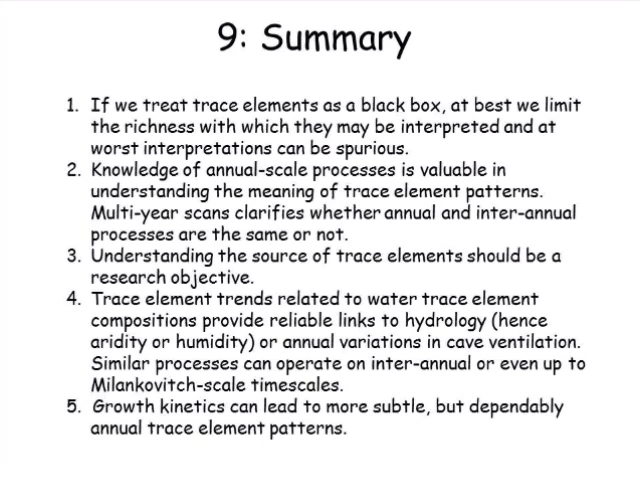 9: Summary
1. If we treat trace elements as a black box, at best we limit
the richness with which they may be interpreted and at
worst interpretations can be spurious.
2. Knowledge of annual-scale processes is valuable in
understanding the meaning of trace element patterns.
Multi-year scans clarifies whether annual and inter-annual
processes are the same or not.
3. Understanding the source of trace elements should be a
research objective.
4. Trace element trends related to water trace element
compositions provide reliable links to hydrology (hence
aridity or humidity) or annual variations in cave ventilation.
Similar processes can operate on inter-annual or even up to
Milankovitch-scale timescales.
5. Growth kinetics can lead to more subtle, but dependably
annual trace element patterns.